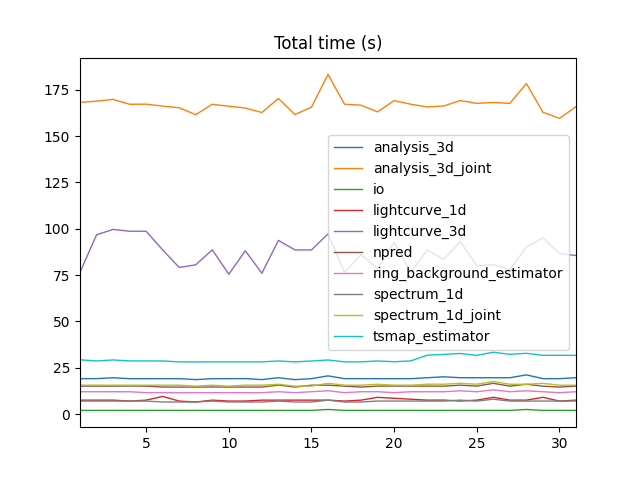 Total time (s)
175
150
125
100
75
50
25
0
analysis_3d
analysis_3d_joint
io
lightcurve_1d
lightcurve_3d
npred
ring_background_estimator
spectrum_1d
spectrum_1d_joint
tsmap_estimator
5 10 15 20 25 30